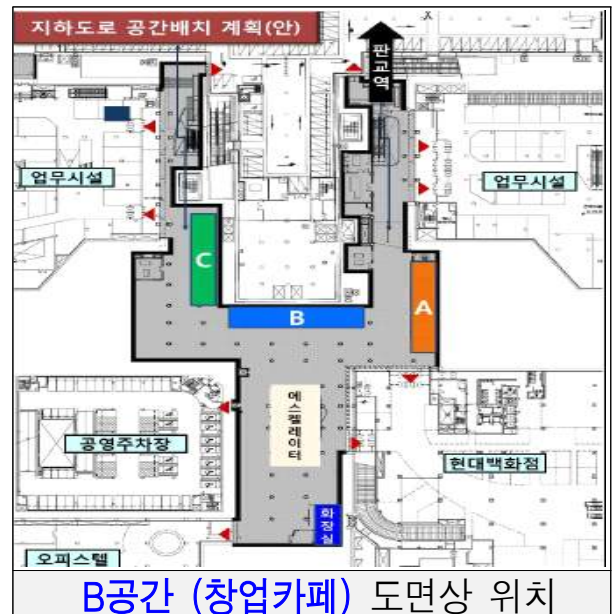 지하도로 공간배치 계획(안)
판교역
업무시설
업무시설
C
A
B
에스켈레이터
공영주차장
현대백화점
화장실
오피스텔
B공간 (창업카페) 도면상 위치